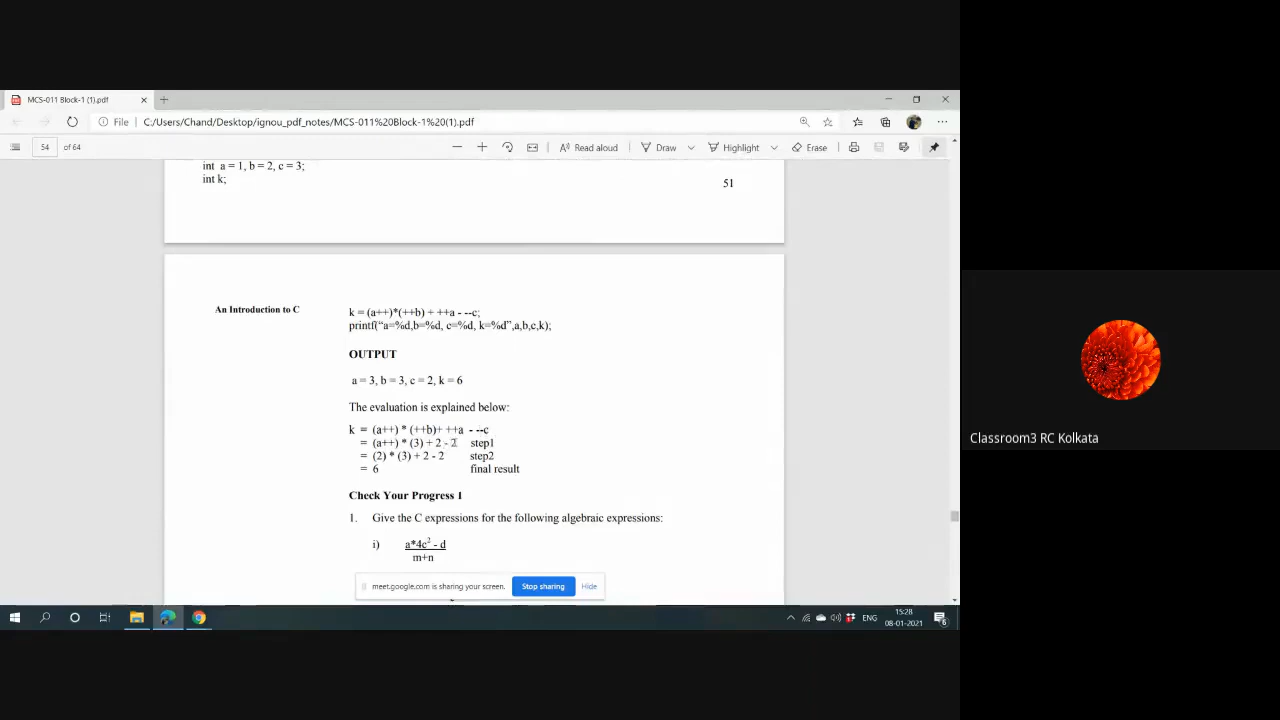 MCS-011 Block-1 (1).pdf
File C:/Users/Chand/Desktop/ignou_pdf_notes/MCS-011%20Block-1%20(1).pdf
54 of 64 Read aloud Draw Highlight Erase
int a = 1, b = 2, c = 3;
int k;
51
An Introduction to C
k = (a++)*(++b) + ++a - --c;
printf(“a=%d,b=%d, c=%d, k=%d”,a,b,c,k);
OUTPUT
a = 3, b = 3, c = 2, k = 6
The evaluation is explained below:
k = (a++) * (++b)+ ++a - --c
= (a++) * (3) + 2 - 2 step1
= (2) * (3) + 2 - 2 step2
= 6 final result
Check Your Progress 1
1. Give the C expressions for the following algebraic expressions:
i) a*4c² - d
m+n
meet.google.com is sharing your screen. Stop sharing Hide
ENG 15:28
08-01-2021
Classroom3 RC Kolkata